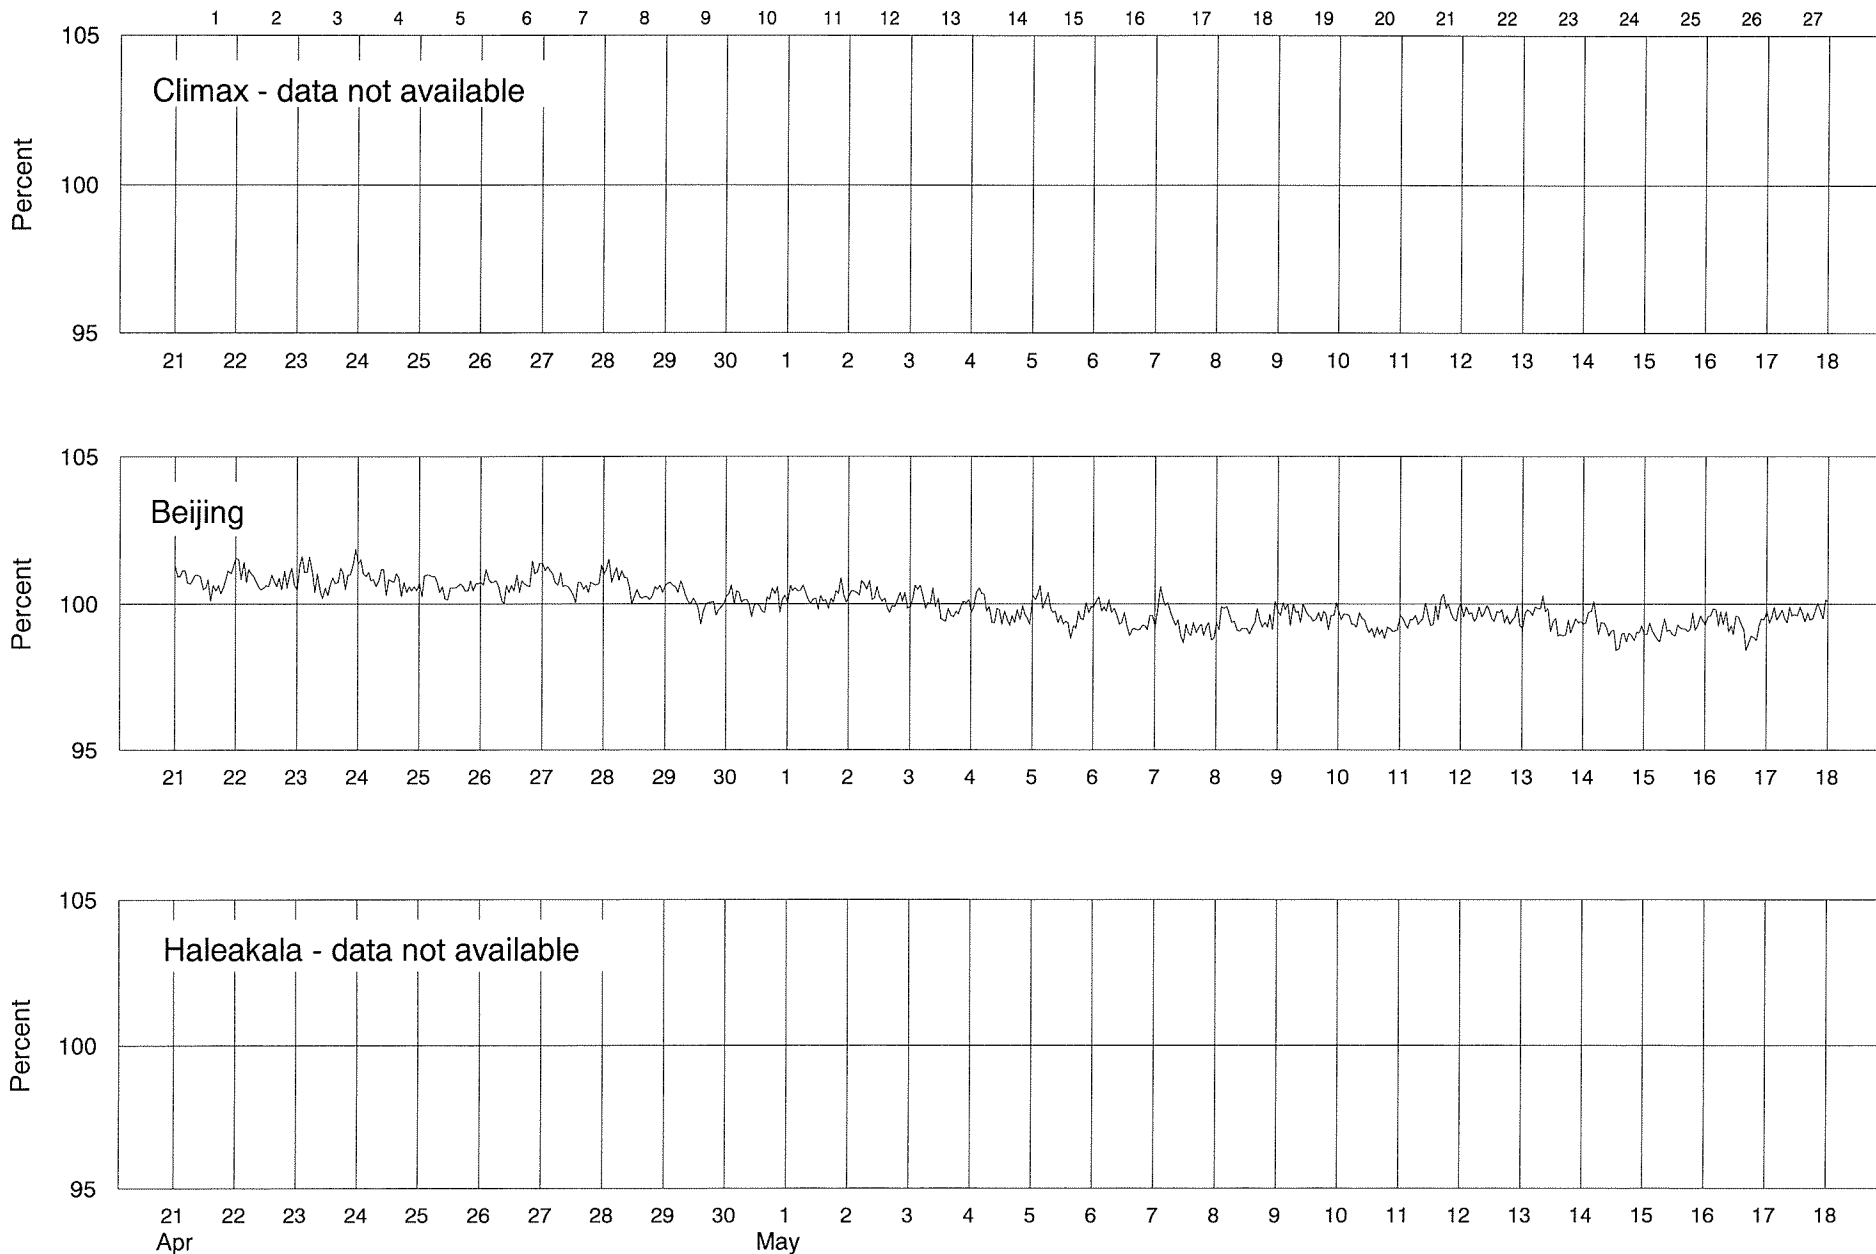 1 2 3 4 5 6 7 8 9 10 11 12 13 14 15 16 17 18 19 20 21 22 23 24 25 26 27
105
Climax - data not available
Percent
100
95
21 22 23 24 25 26 27 28 29 30 1 2 3 4 5 6 7 8 9 10 11 12 13 14 15 16 17 18
105
Beijing
Percent
100
95
21 22 23 24 25 26 27 28 29 30 1 2 3 4 5 6 7 8 9 10 11 12 13 14 15 16 17 18
105
Haleakala - data not available
Percent
100
95
21 22 23 24 25 26 27 28 29 30 1 2 3 4 5 6 7 8 9 10 11 12 13 14 15 16 17 18
Apr May